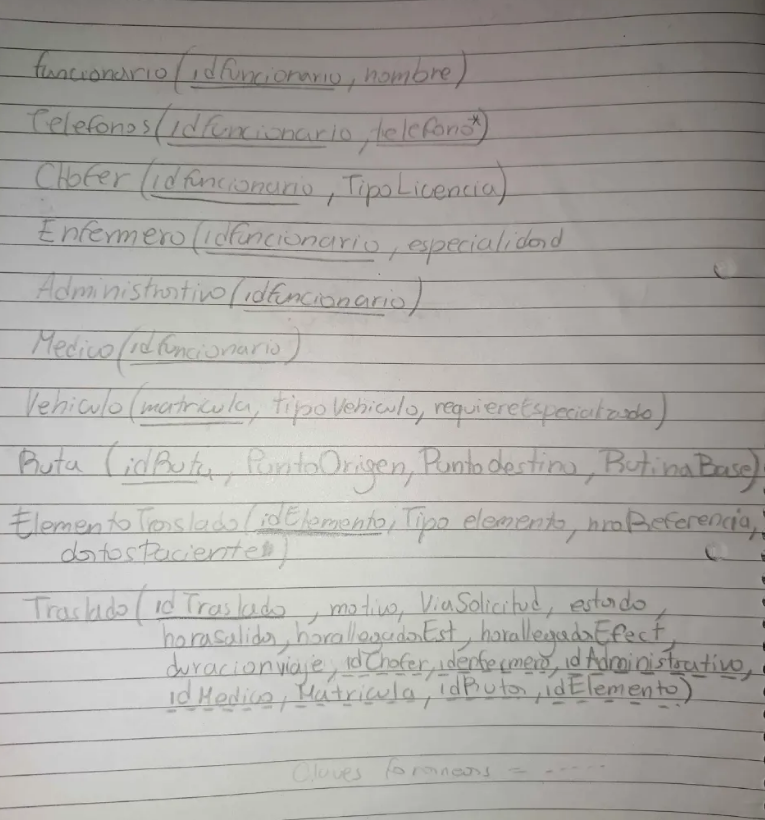 funcionario (idfuncionario, nombre)
Telefonos (idfuncionario, telefono*)
CHofer (idfuncionario, TipoLicencia)
Enfermero (idfuncionario, especialidad
Administrativo (idfuncionario)
Medico (idfuncionario)
Vehiculo (matricula, tipoVehiculo, requiereEspecializado)
Ruta (idRuta, PuntoOrigen, Puntodestino, RutinaBase)
ElementoTraslado (idElemento, Tipo elemento, nroReferencia,
datosPaciente)
Traslado (idTraslado, motivo, ViaSolicitud, estado,
horasalida, horallegadaEst, horallegadaEfect,
duracionviaje, idChofer, idenfermero, idAdministrativo,
idMedico, Matricula, idRuta, idElemento)
Claves foraneas = -----